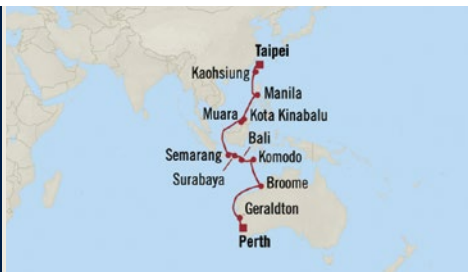 Taipei
Kaohsiung
Manila
Muara
Kota Kinabalu
Bali
Semarang
Komodo
Surabaya
Broome
Geraldton
Perth